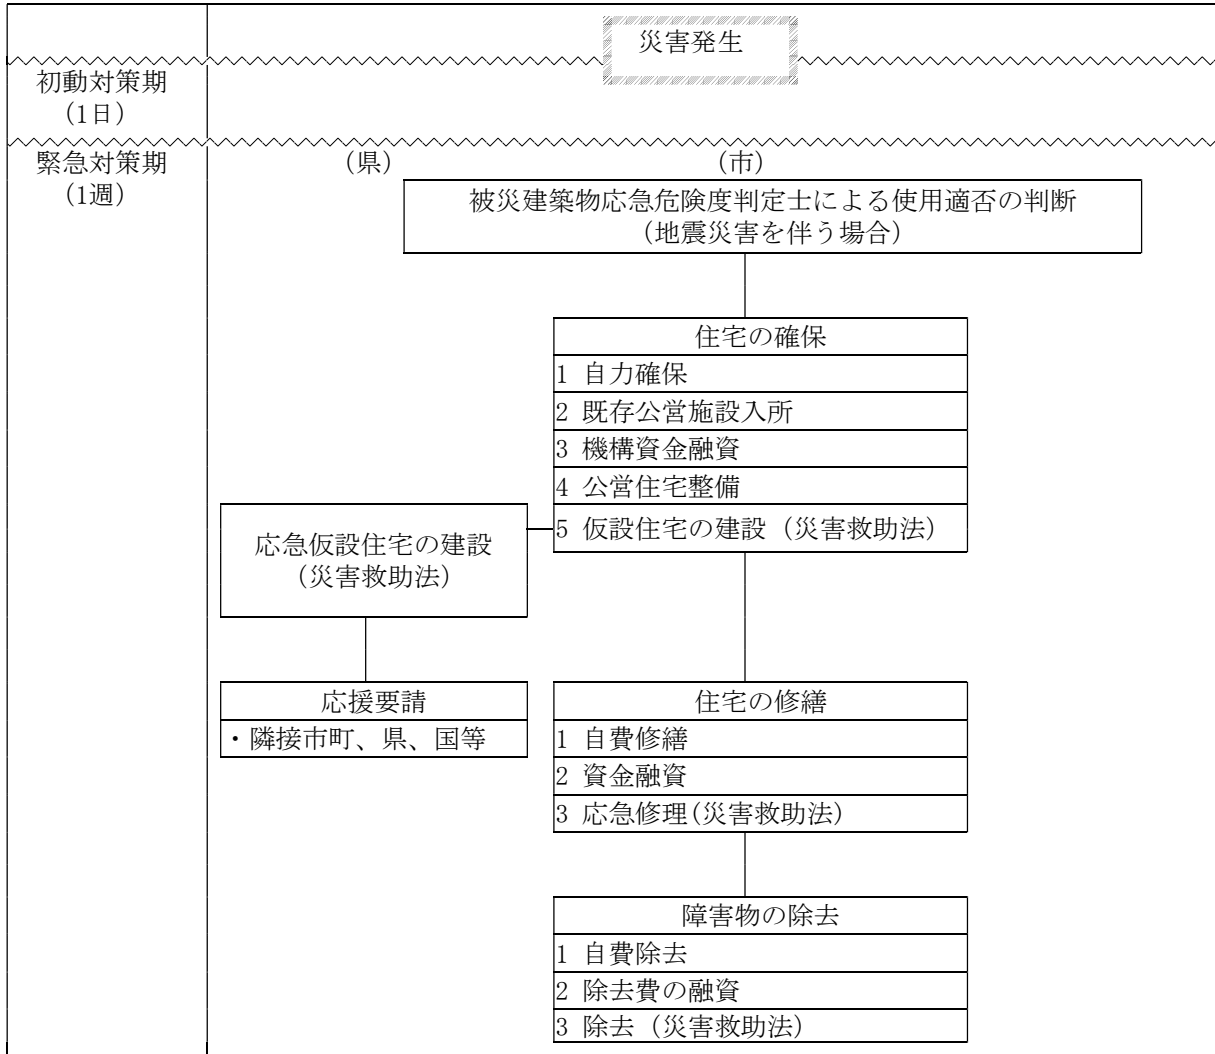 災害発生
初動対策期
（1日）
緊急対策期
（1週）
（県）
（市）
被災建築物応急危険度判定士による使用適否の判断
（地震災害を伴う場合）
住宅の確保
1 自力確保
2 既存公営施設入所
3 機構資金融資
4 公営住宅整備
5 仮設住宅の建設（災害救助法）
応急仮設住宅の建設
（災害救助法）
応援要請
・隣接市町、県、国等
住宅の修繕
1 自費修繕
2 資金融資
3 応急修理(災害救助法）
障害物の除去
1 自費除去
2 除去費の融資
3 除去（災害救助法）